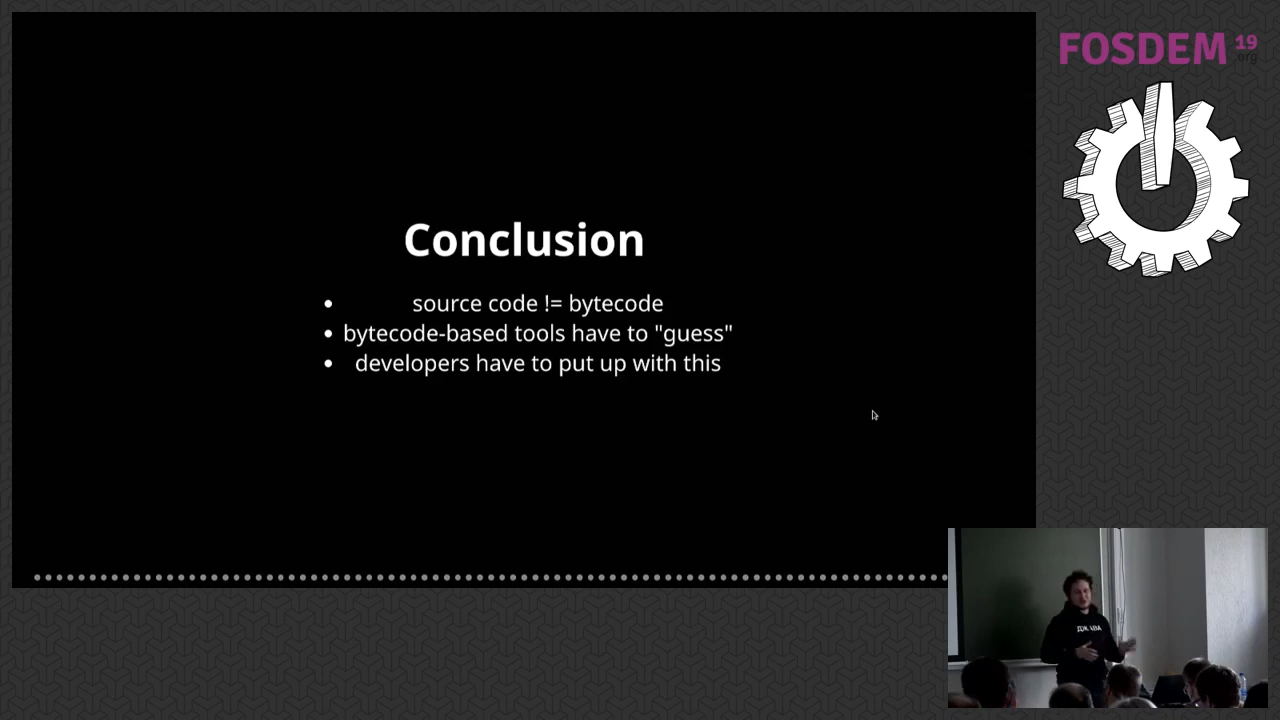 FOSDEM 19
.org
Conclusion
• source code != bytecode
• bytecode-based tools have to "guess"
• developers have to put up with this